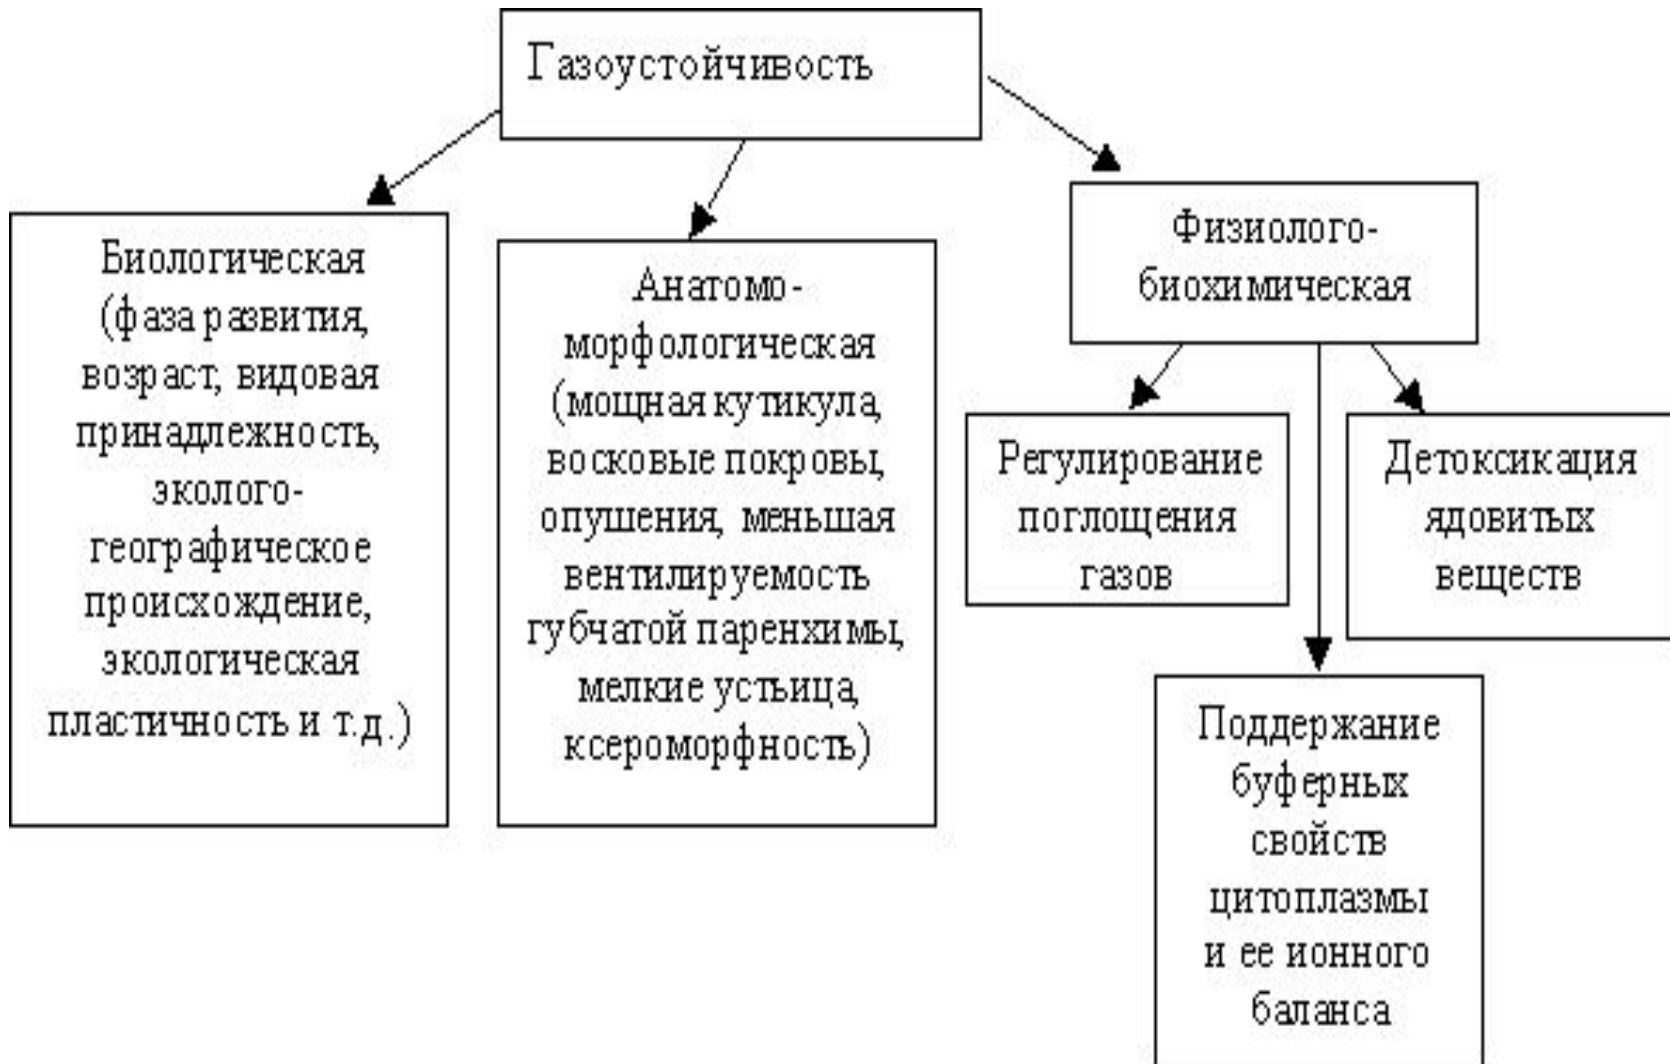 Газоустойчивость
Биологическая
(фаза развития,
возраст, видовая
принадлежность,
эколого-
географическое
происхождение,
экологическая
пластичность и т.д.)
Анатомо-
морфологическая
(мощная кутикула,
восковые покровы,
опушения, меньшая
вентилируемость
губчатой паренхимы,
мелкие устьица,
ксероморфность)
Физиолого-
биохимическая
Регулирование
поглощения
газов
Детоксикация
ядовитых
веществ
Поддержание
буферных
свойств
цитоплазмы
и ее ионного
баланса